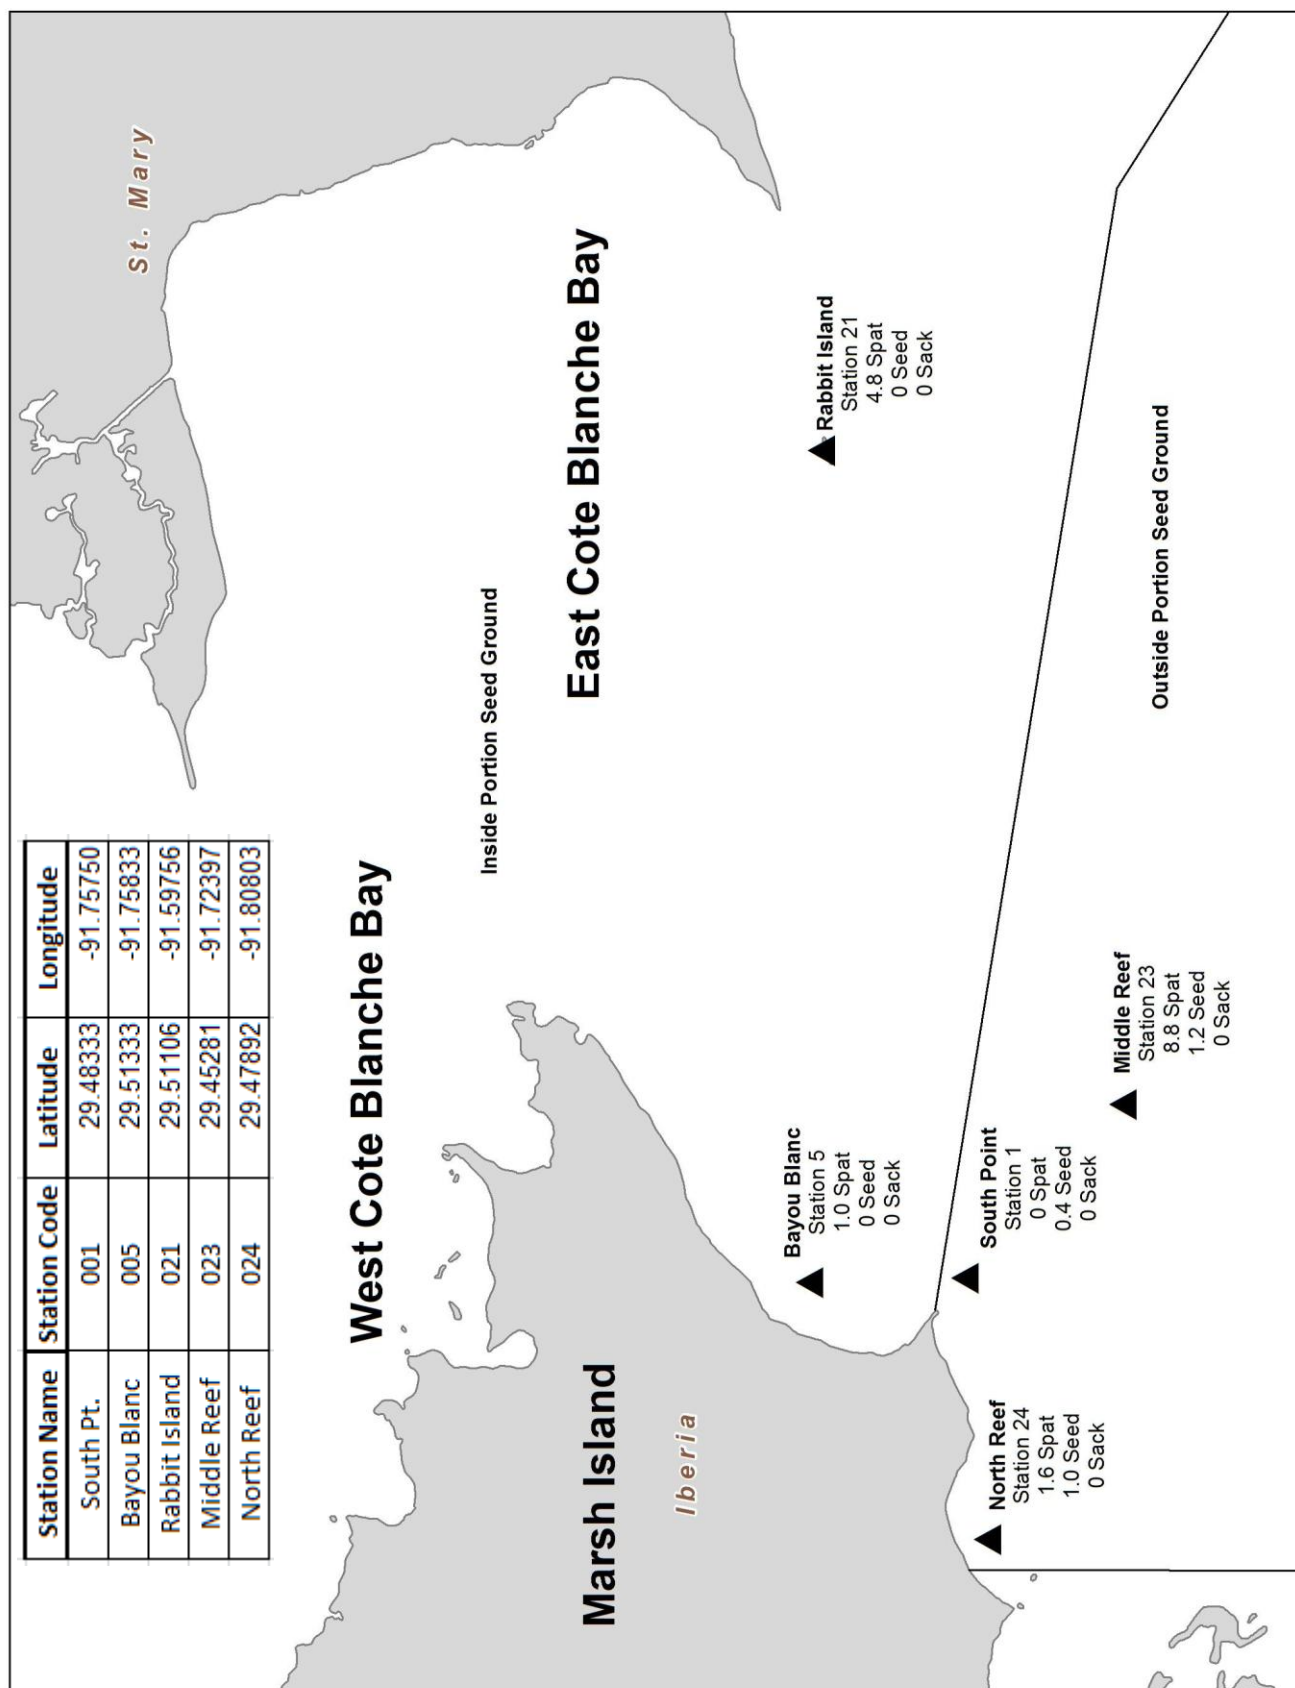 Station Name Station Code Latitude Longitude
South Pt. 001 29.48333 -91.75750
Bayou Blanc 005 29.51333 -91.75833
Rabbit Island 021 29.51106 -91.59756
Middle Reef 023 29.45281 -91.72397
North Reef 024 29.47892 -91.80803
St. Mary
West Cote Blanche Bay
Inside Portion Seed Ground
East Cote Blanche Bay
Marsh Island
Iberia
Bayou Blanc
Station 5
1.0 Spat
0 Seed
0 Sack
Rabbit Island
Station 21
4.8 Spat
0 Seed
0 Sack
North Reef
Station 24
1.6 Spat
1.0 Seed
0 Sack
South Point
Station 1
0 Spat
0.4 Seed
0 Sack
Middle Reef
Station 23
8.8 Spat
1.2 Seed
0 Sack
Outside Portion Seed Ground